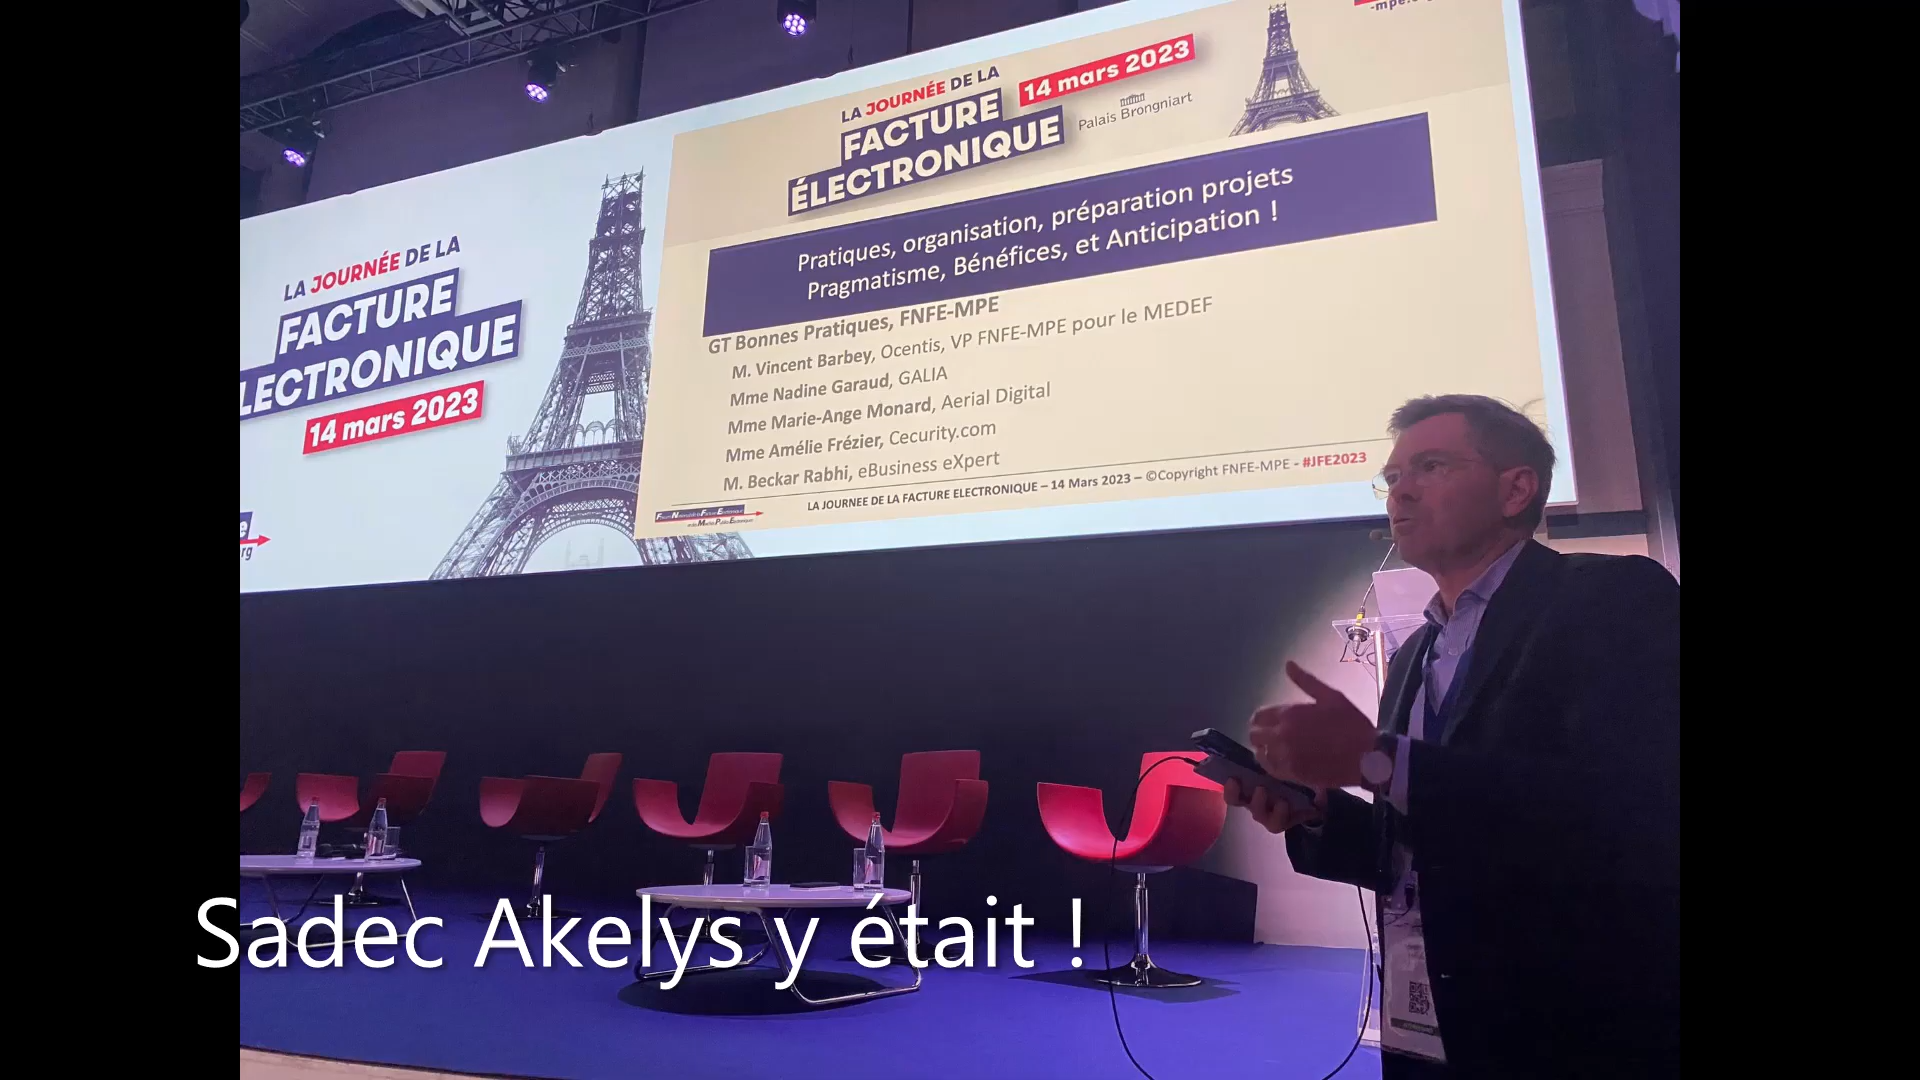 LA JOURNÉE DE LA
FACTURE
LECTRONIQUE
14 mars 2023
rg
LA JOURNÉE DE LA
FACTURE
ÉLECTRONIQUE
14 mars 2023
Palais Brongniart
Pratiques, organisation, préparation projets
Pragmatisme, Bénéfices, et Anticipation !
GT Bonnes Pratiques, FNFE-MPE
M. Vincent Barbey, Ocentis, VP FNFE-MPE pour le MEDEF
Mme Nadine Garaud, GALIA
Mme Marie-Ange Monard, Aerial Digital
Mme Amélie Frézier, Cecurity.com
M. Beckar Rabhi, eBusiness eXpert
LA JOURNEE DE LA FACTURE ELECTRONIQUE – 14 Mars 2023 – ©Copyright FNFE-MPE - #JFE2023
Sadec Akelys y était !